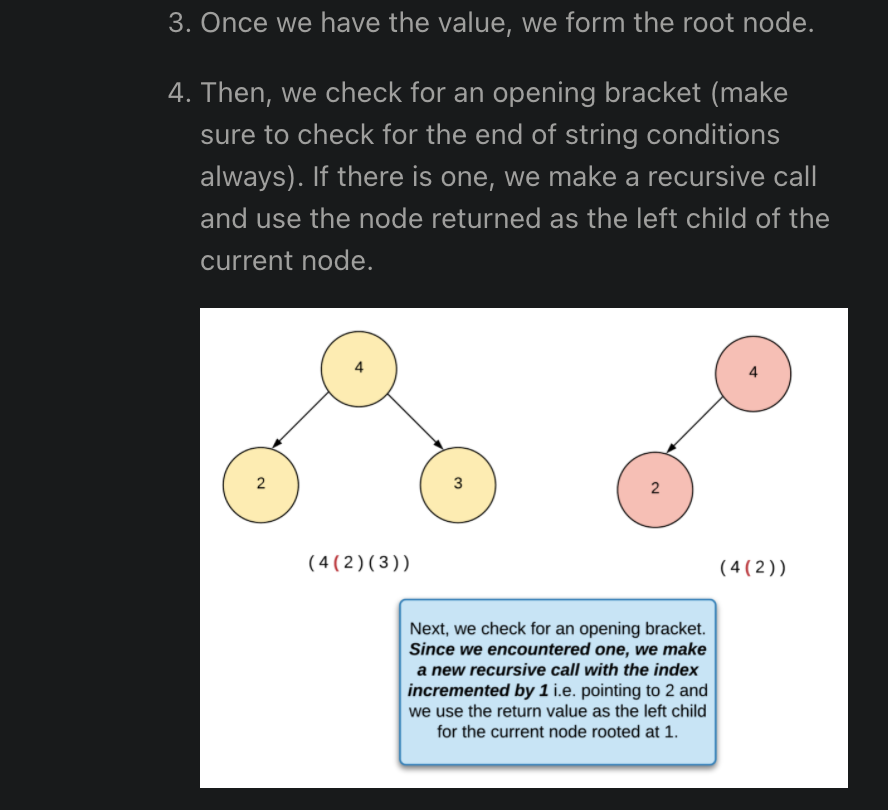 3. Once we have the value, we form the root node.
4. Then, we check for an opening bracket (make
sure to check for the end of string conditions
always). If there is one, we make a recursive call
and use the node returned as the left child of the
current node.
4
4
2
3
2
(4(2)(3))
(4(2))
Next, we check for an opening bracket.
Since we encountered one, we make
a new recursive call with the index
incremented by 1 i.e. pointing to 2 and
we use the return value as the left child
for the current node rooted at 1.